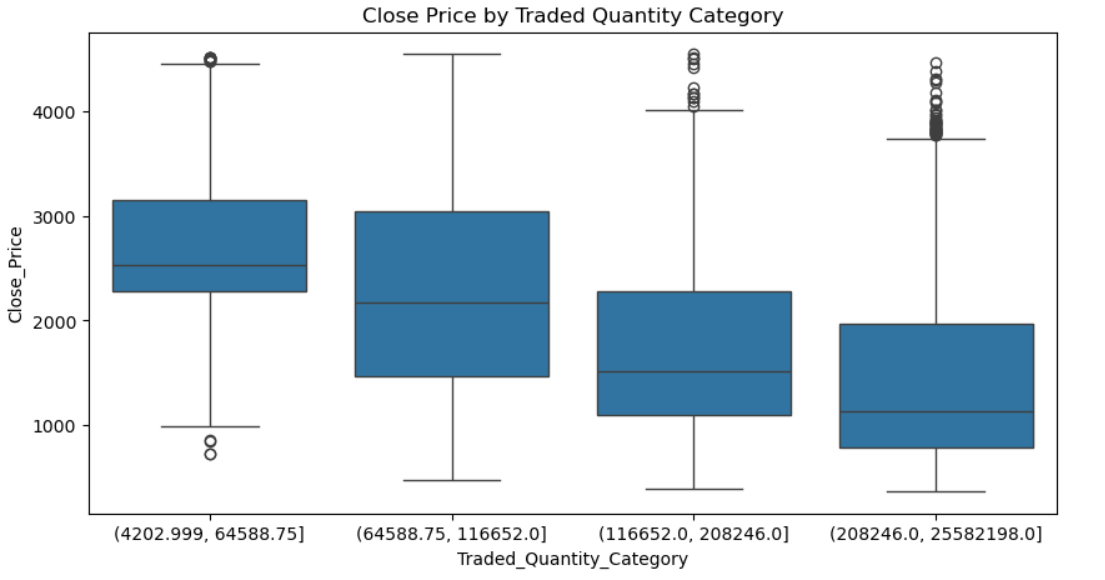 Close Price by Traded Quantity Category
Close_Price
4000
3000
2000
1000
(4202.999, 64588.75]
(64588.75, 116652.0]
(116652.0, 208246.0]
(208246.0, 25582198.0]
Traded_Quantity_Category